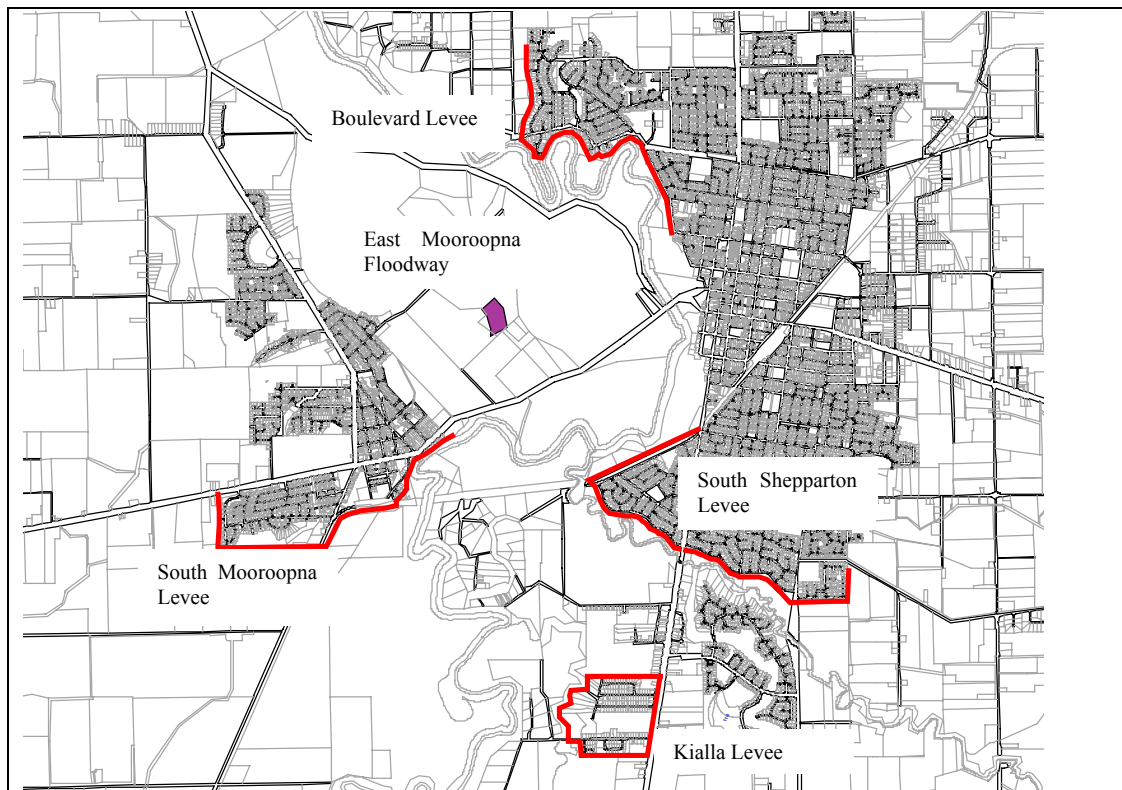 Boulevard Levee
East Mooroopna
Floodway
South Shepparton
Levee
South Mooroopna
Levee
Kialla Levee